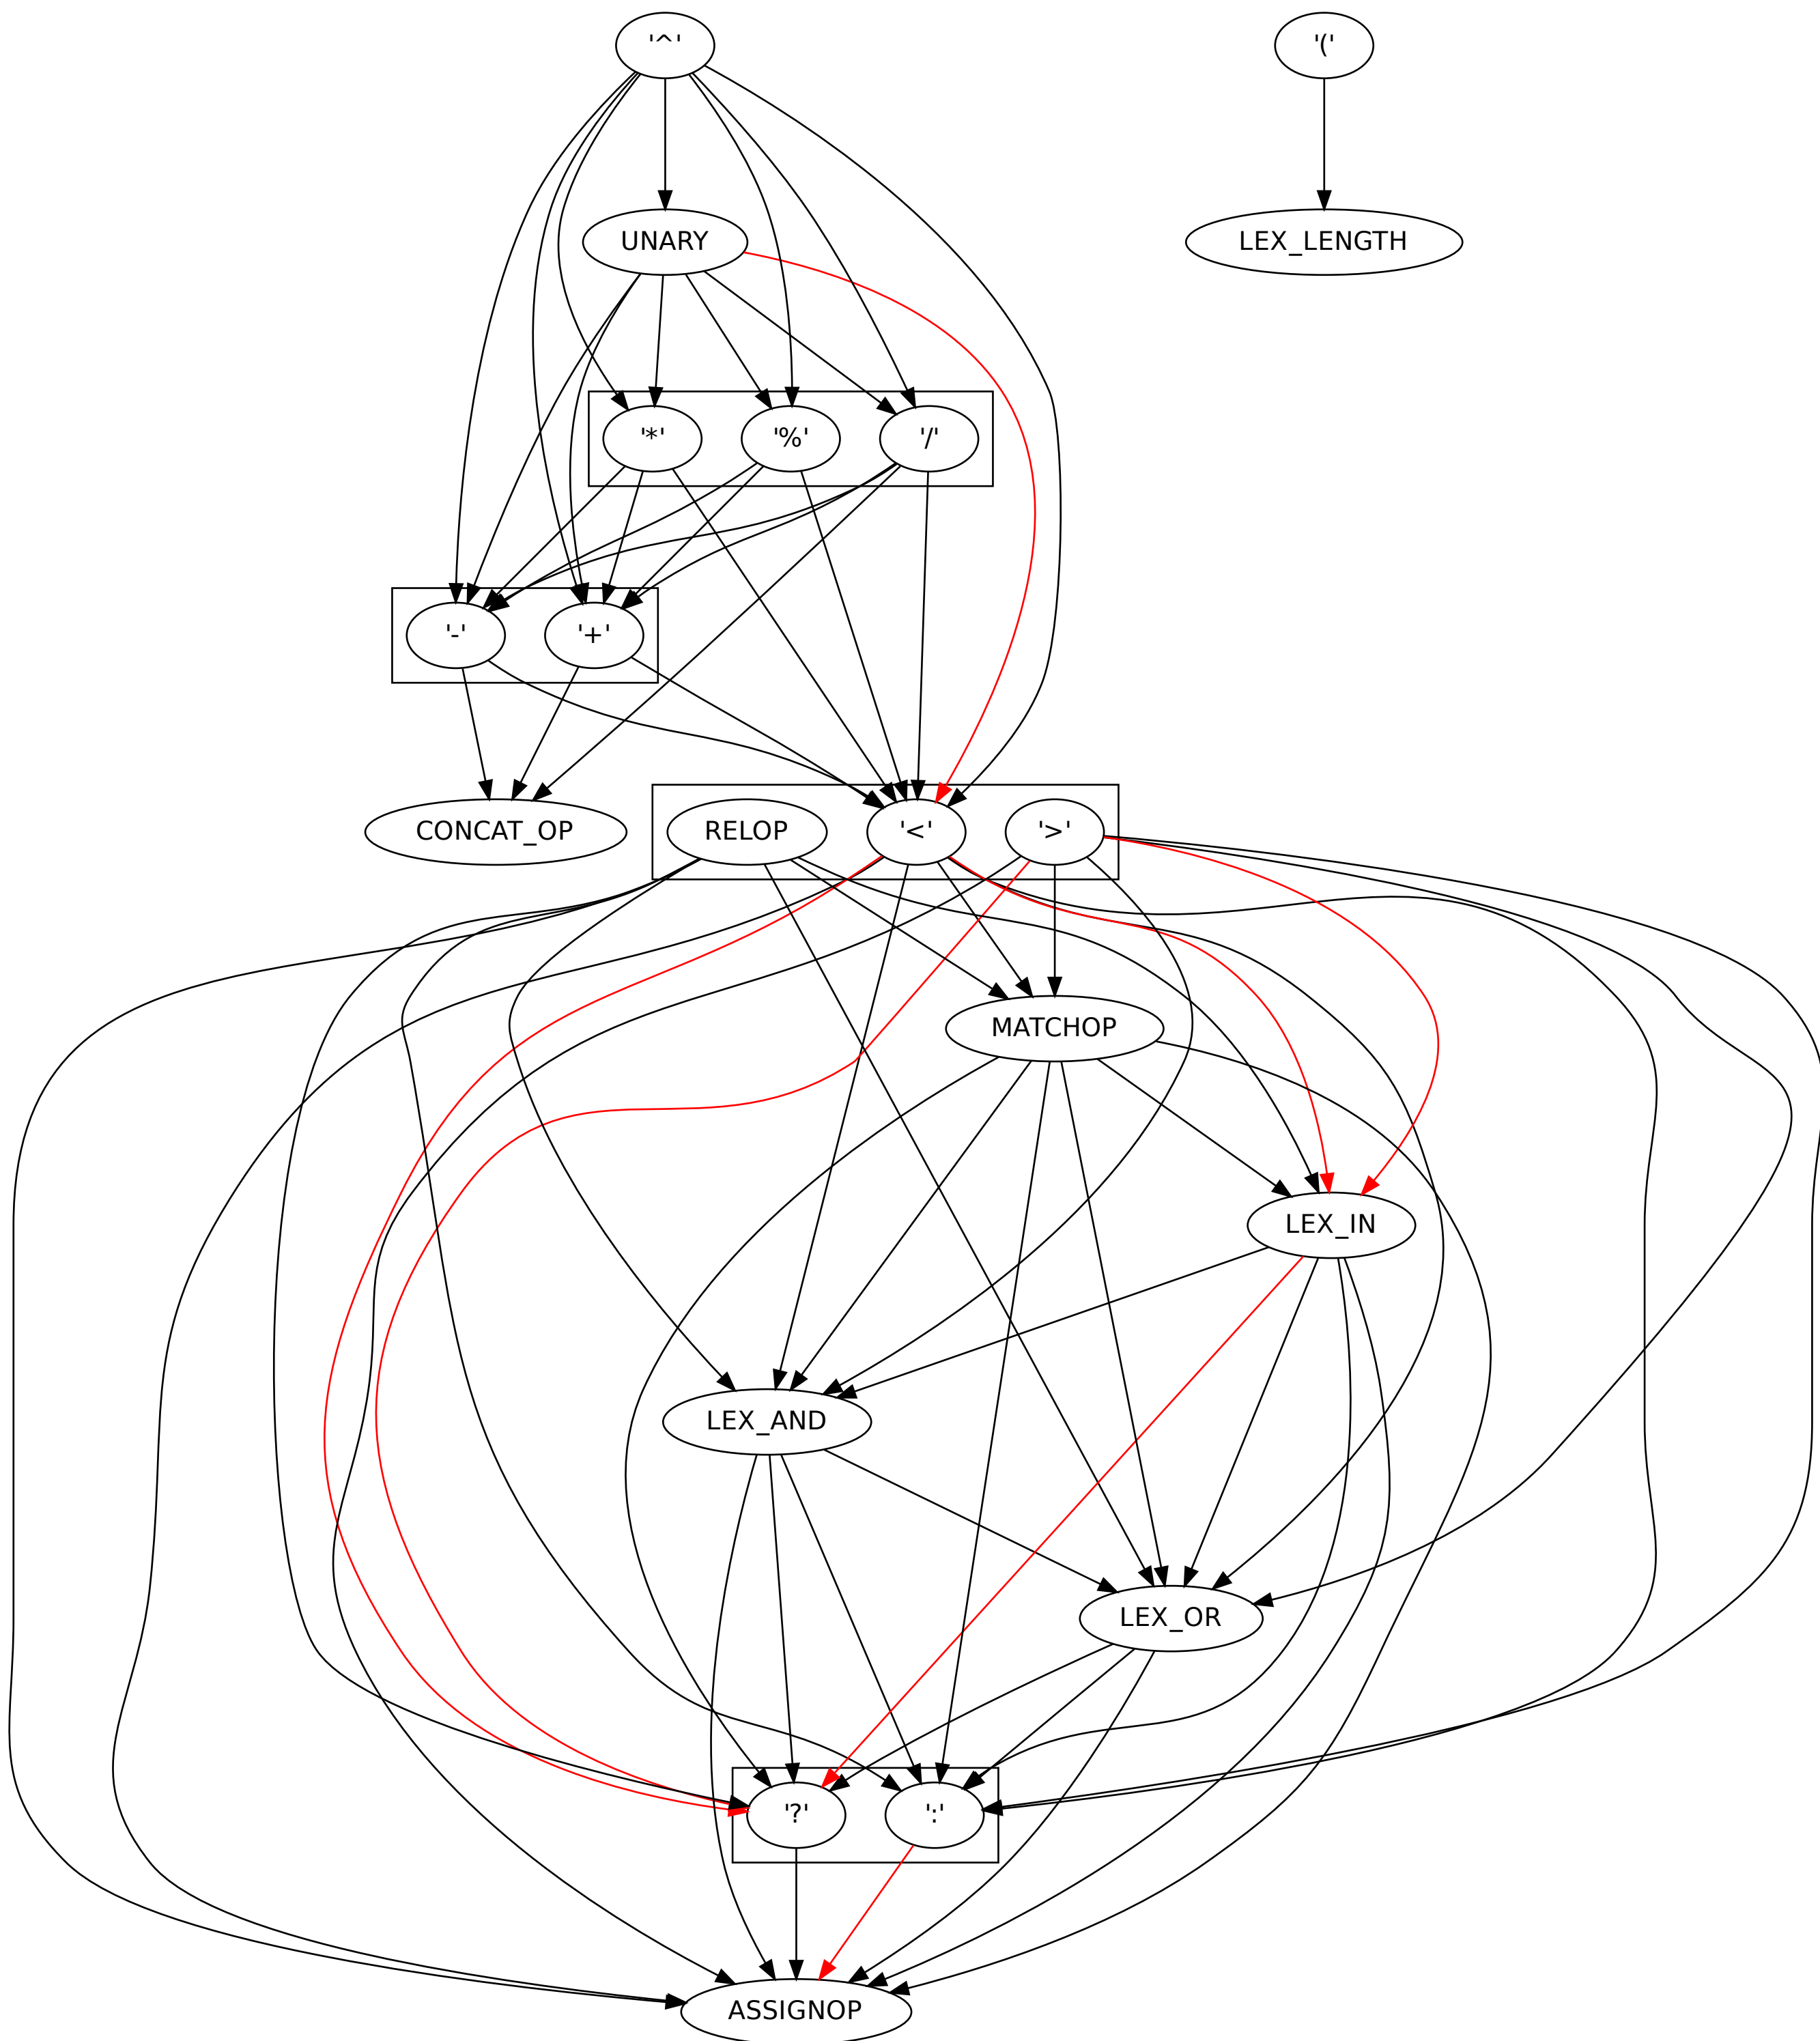 '^'
'('
UNARY
LEX_LENGTH
'*'
'%'
'/'
'-'
'+'
CONCAT_OP
RELOP
'<'
'>'
MATCHOP
LEX_IN
LEX_AND
LEX_OR
'?'
':'
ASSIGNOP